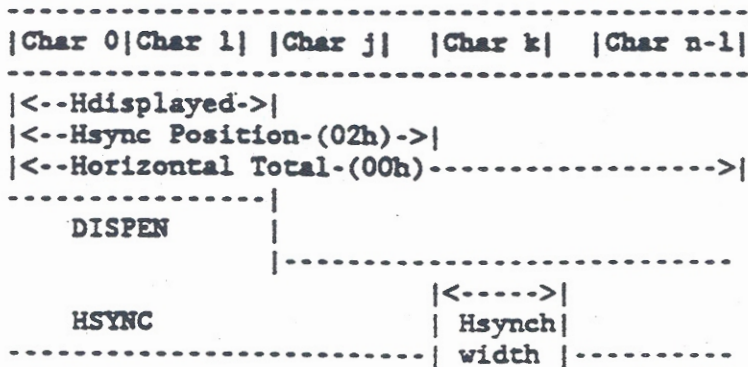 |Char 0|Char 1| |Char j| |Char k| |Char n-1|
|<--Hdisplayed->|
|<--Hsync Position-(02h)->|
|<--Horizontal Total-(00h)------------------->|
DISPEN
|<----->|
HSYNC | Hsynch|
| width |